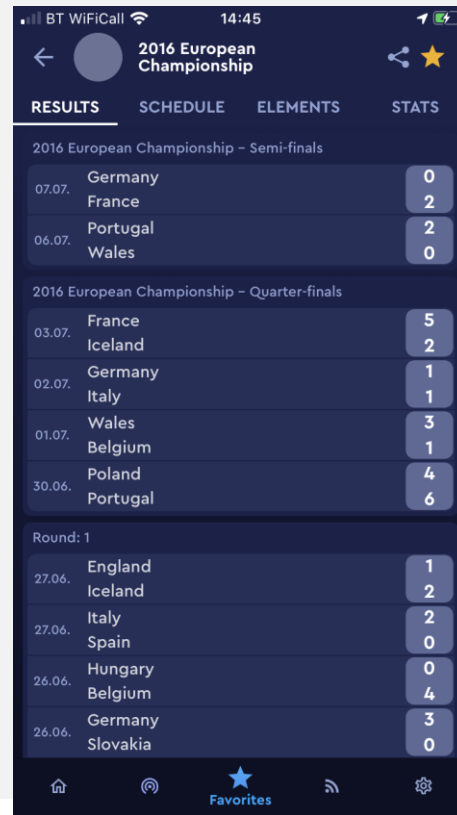 BT WiFiCall 14:45
2016 European
Championship
RESULTS SCHEDULE ELEMENTS STATS
2016 European Championship – Semi-finals
07.07. Germany 0
France 2
06.07. Portugal 2
Wales 0
2016 European Championship – Quarter-finals
03.07. France 5
Iceland 2
02.07. Germany 1
Italy 1
01.07. Wales 3
Belgium 1
30.06. Poland 4
Portugal 6
Round: 1
27.06. England 1
Iceland 2
27.06. Italy 2
Spain 0
26.06. Hungary 0
Belgium 4
26.06. Germany 3
Slovakia 0
Favorites